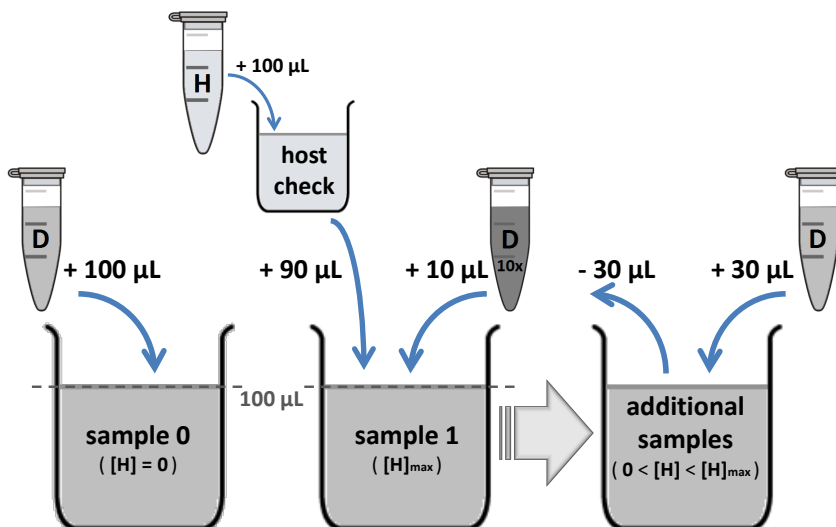 H
+ 100 µL
host
check
D
+ 100 µL
+ 90 µL
+ 10 µL
D
10x
- 30 µL
+ 30 µL
D
100 µL
sample 0
( [H] = 0 )
sample 1
( [H]max )
additional
samples
( 0 < [H] < [H]max )